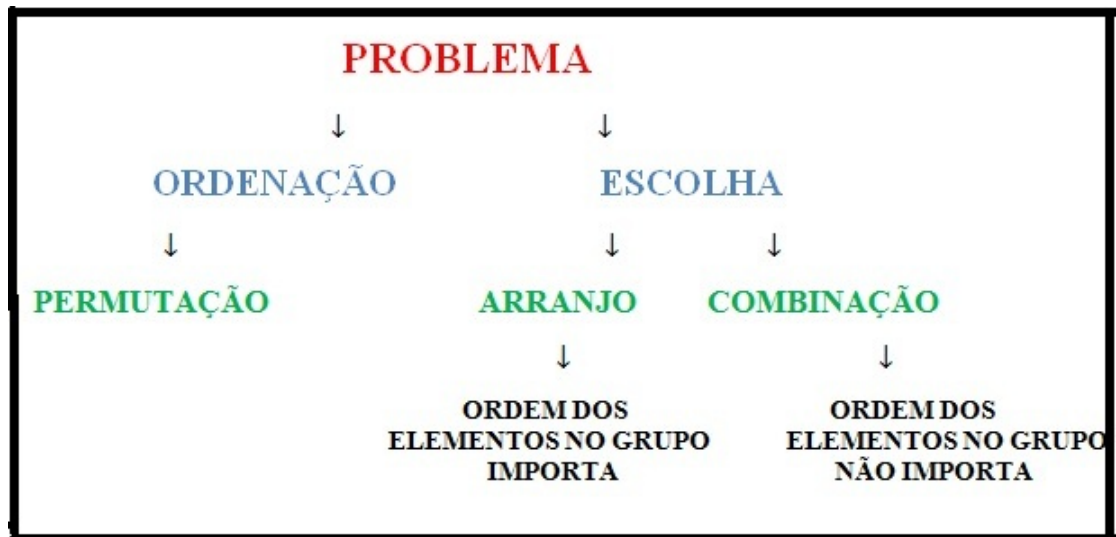 PROBLEMA
↓ ↓
ORDENAÇÃO ESCOLHA
↓ ↓ ↓
PERMUTAÇÃO ARRANJO COMBINAÇÃO
↓ ↓
ORDEM DOS
ELEMENTOS NO GRUPO
IMPORTA
ORDEM DOS
ELEMENTOS NO GRUPO
NÃO IMPORTA